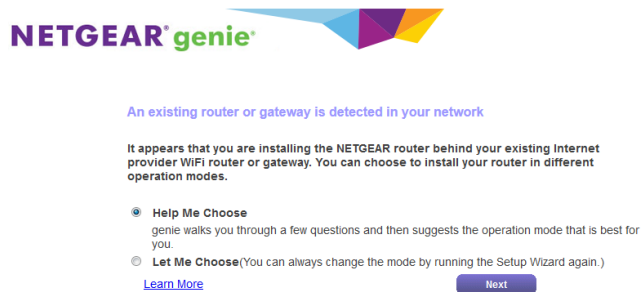 NETGEAR® genie®
An existing router or gateway is detected in your network
It appears that you are installing the NETGEAR router behind your existing Internet
provider WiFi router or gateway. You can choose to install your router in different
operation modes.
Help Me Choose
genie walks you through a few questions and then suggests the operation mode that is best for
you.
Let Me Choose(You can always change the mode by running the Setup Wizard again.)
Learn More
Next